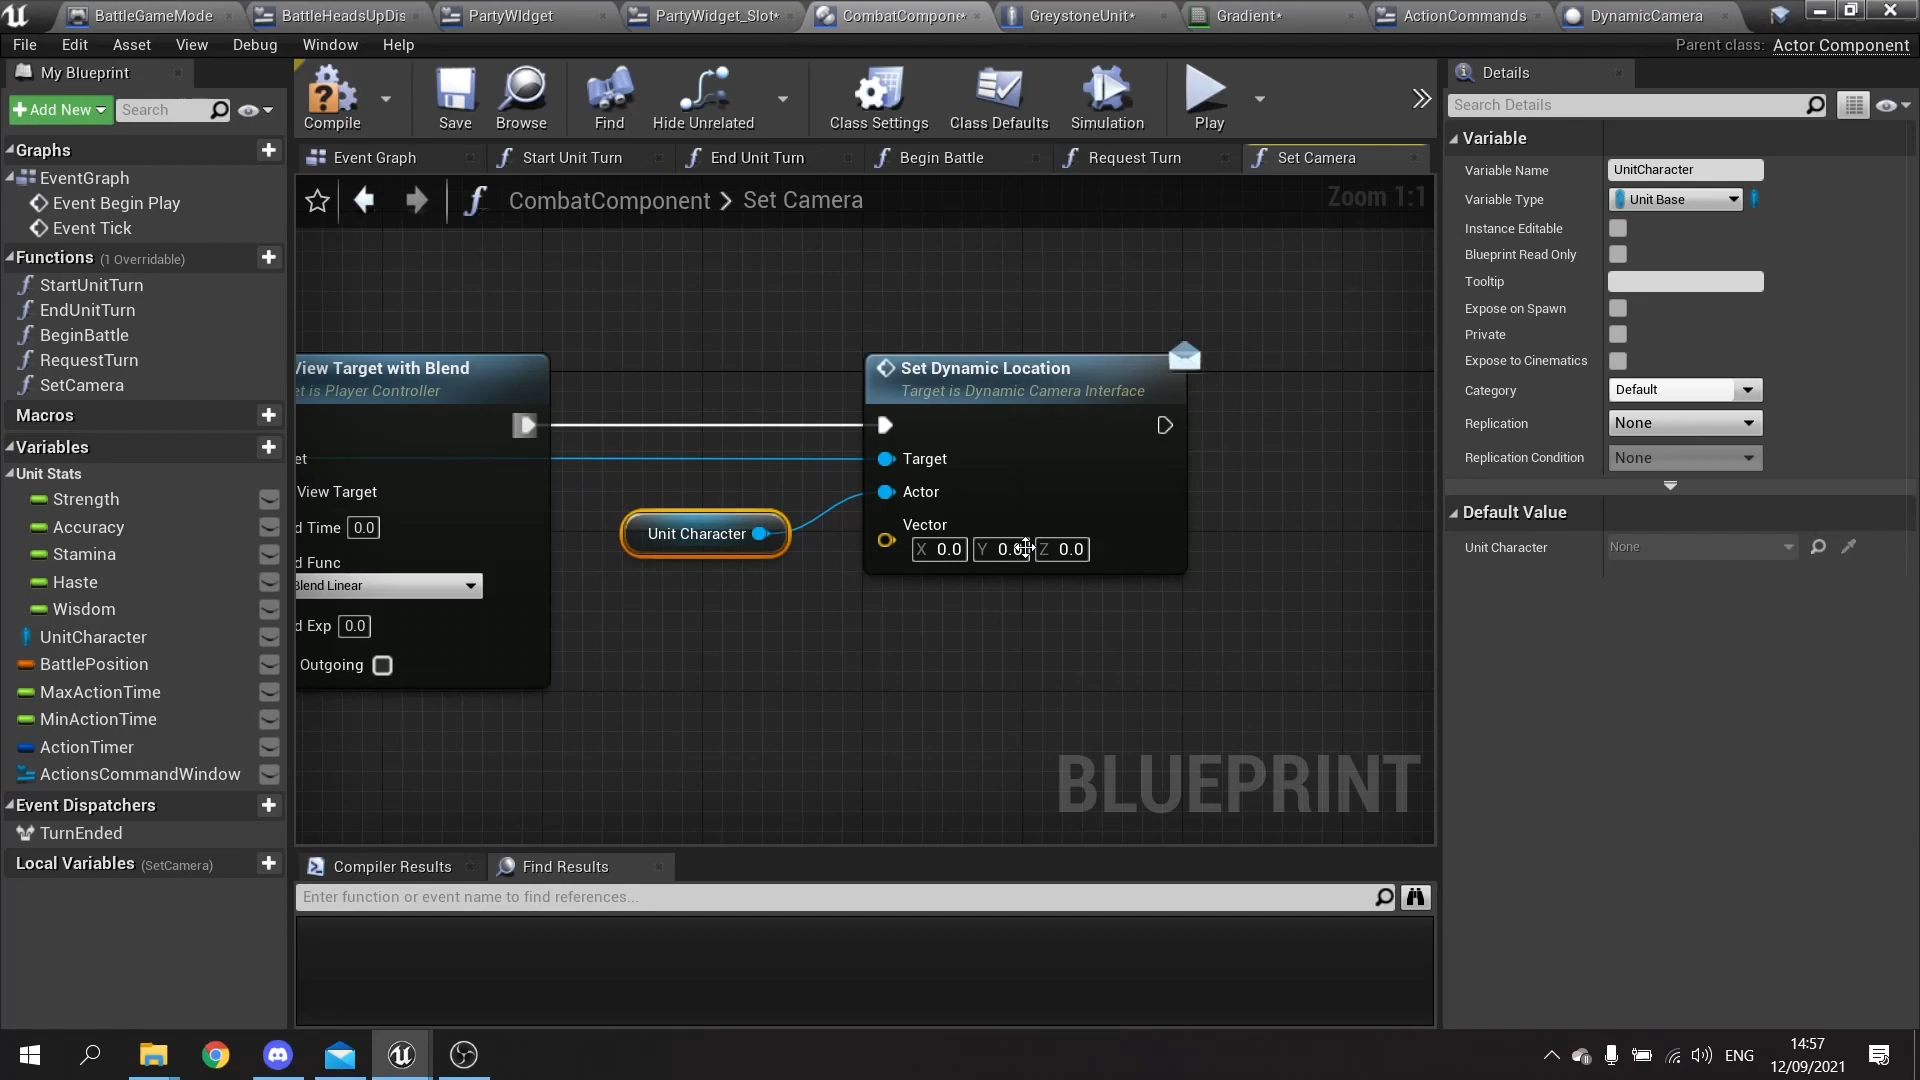 BattleGameMode
BattleHeadsUpDis
PartyWIdget
PartyWidget_Slot*
CombatCompone*
GreystoneUnit*
Gradient*
ActionCommands
DynamicCamera
File Edit Asset View Debug Window Help
Parent class: Actor Component
My Blueprint
Add New
Search
Compile
Save
Browse
Find
Hide Unrelated
Class Settings
Class Defaults
Simulation
Play
Graphs
EventGraph
Event Begin Play
Event Tick
Functions (1 Overridable)
StartUnitTurn
EndUnitTurn
BeginBattle
RequestTurn
SetCamera
Macros
Variables
Unit Stats
Strength
Accuracy
Stamina
Haste
Wisdom
UnitCharacter
BattlePosition
MaxActionTime
MinActionTime
ActionTimer
ActionsCommandWindow
Event Dispatchers
TurnEnded
Local Variables (SetCamera)
Event Graph
Start Unit Turn
End Unit Turn
Begin Battle
Request Turn
Set Camera
CombatComponent > Set Camera
Zoom 1:1
View Target with Blend
et is Player Controller
et
View Target
d Time 0.0
d Func
Blend Linear
d Exp 0.0
Outgoing
Unit Character
Set Dynamic Location
Target is Dynamic Camera Interface
Target
Actor
Vector
X 0.0 Y 0.0 Z 0.0
BLUEPRINT
Compiler Results
Find Results
Enter function or event name to find references...
Details
Search Details
Variable
Variable Name UnitCharacter
Variable Type Unit Base
Instance Editable
Blueprint Read Only
Tooltip
Expose on Spawn
Private
Expose to Cinematics
Category Default
Replication None
Replication Condition None
Default Value
Unit Character None
ENG
14:57
12/09/2021